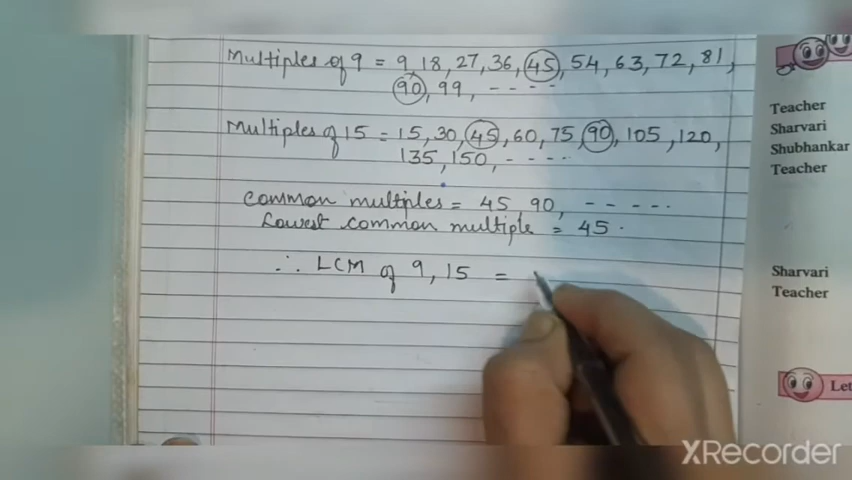 Multiples of 9 = 9, 18, 27, 36, 45, 54, 63, 72, 81,
90, 99, -----
Multiples of 15 = 15, 30, 45, 60, 75, 90, 105, 120,
135, 150, -----
Common multiples = 45 90, -----.
Lowest common multiple = 45.
∴ LCM of 9, 15 =
Teacher
Sharvari
Shubhankar
Teacher
Sharvari
Teacher
Let
XRecorder